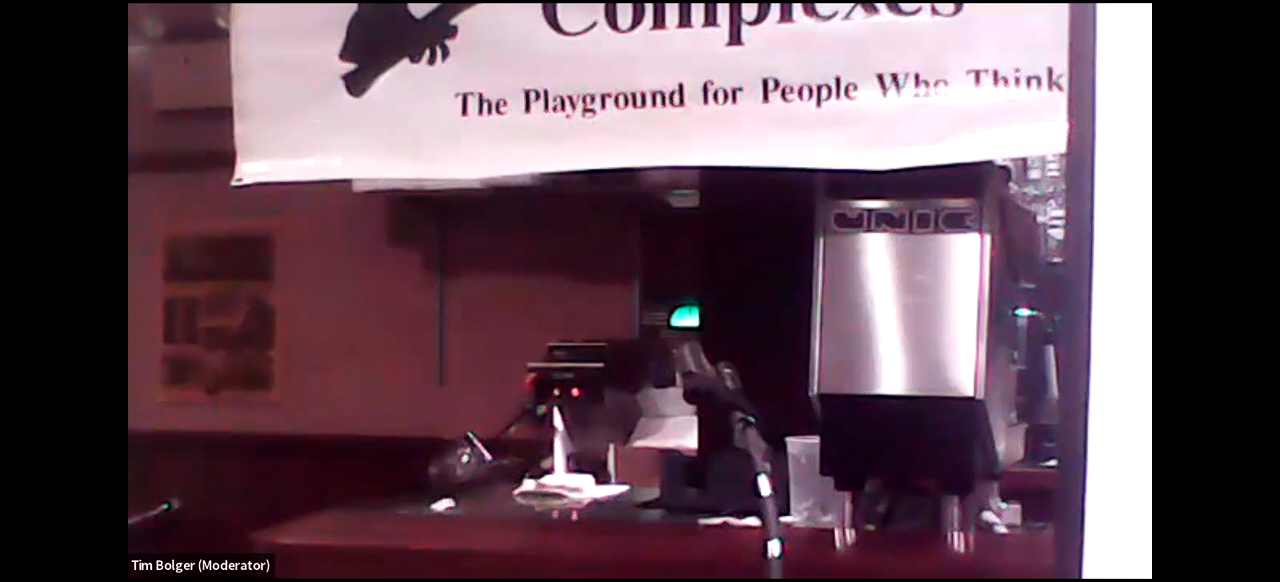 Complexes
The Playground for People Who Think
UNIC
Tim Bolger (Moderator)